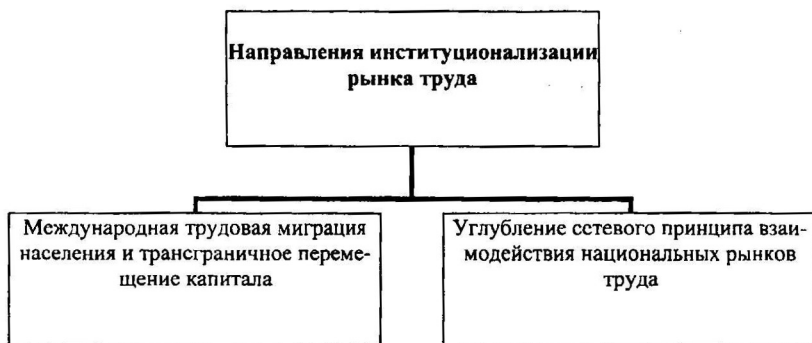 Направления институционализации
рынка труда
Международная трудовая миграция
населения и трансграничное переме-
щение капитала
Углубление сетевого принципа взаи-
модействия национальных рынков
труда